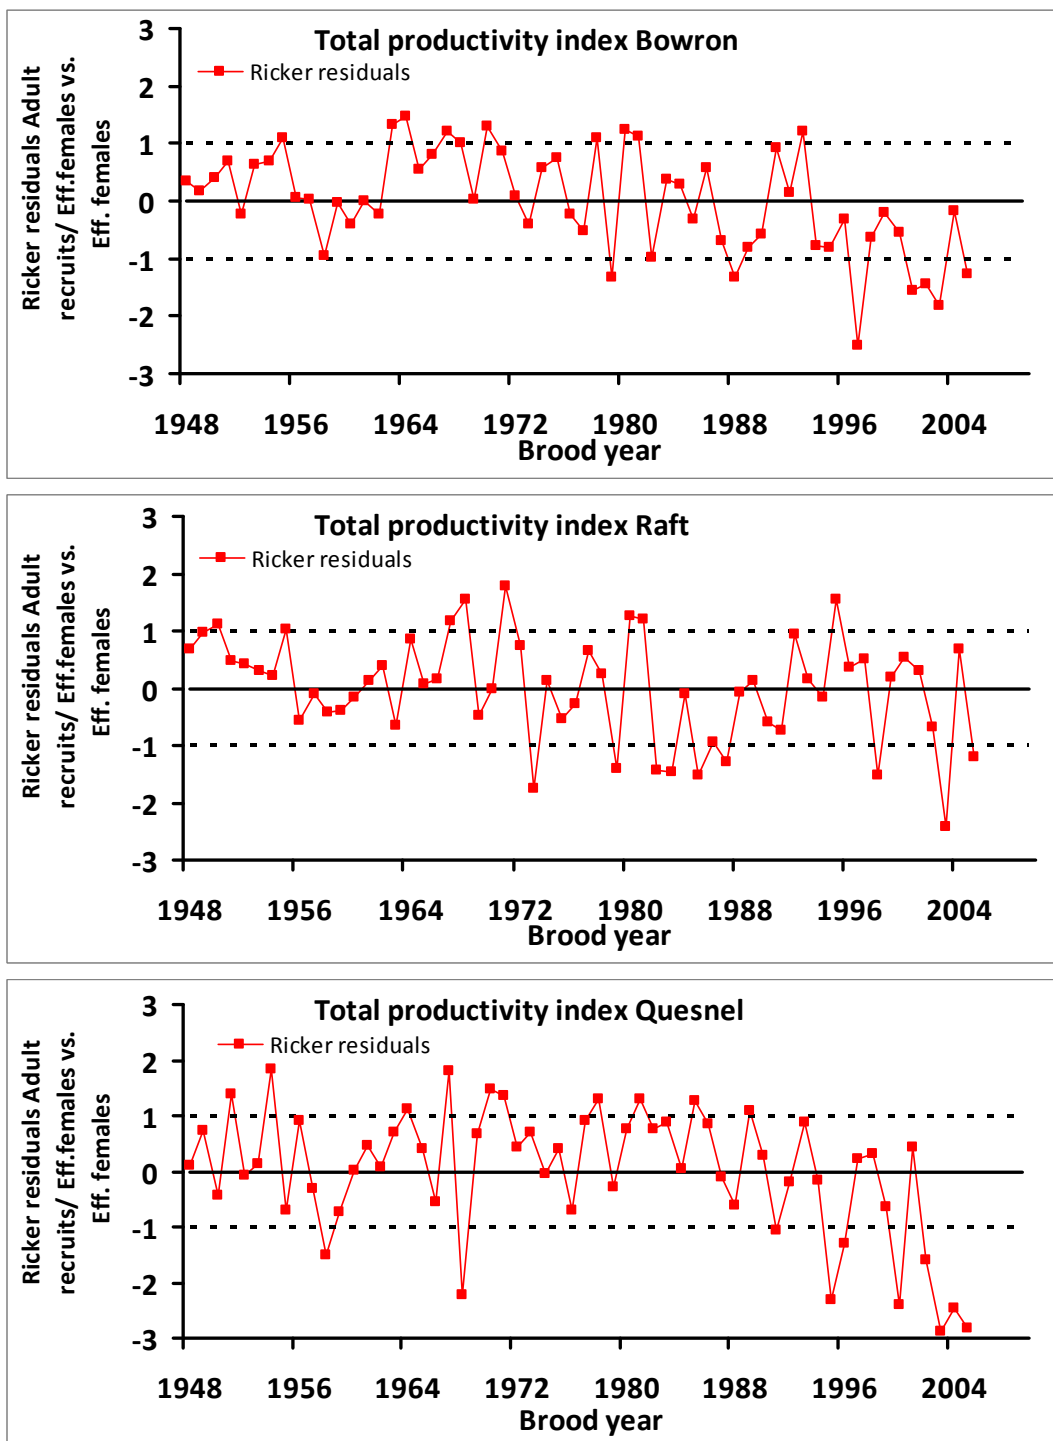 Total productivity index Bowron
Ricker residuals
Ricker residuals Adult
recruits/ Eff.females vs.
Eff. females
3
2
1
0
-1
-2
-3
1948 1956 1964 1972 1980 1988 1996 2004
Brood year
Total productivity index Raft
Ricker residuals
Ricker residuals Adult
recruits/ Eff.females vs.
Eff. females
3
2
1
0
-1
-2
-3
1948 1956 1964 1972 1980 1988 1996 2004
Brood year
Total productivity index Quesnel
Ricker residuals
Ricker residuals Adult
recruits/ Eff.females vs.
Eff. females
3
2
1
0
-1
-2
-3
1948 1956 1964 1972 1980 1988 1996 2004
Brood year